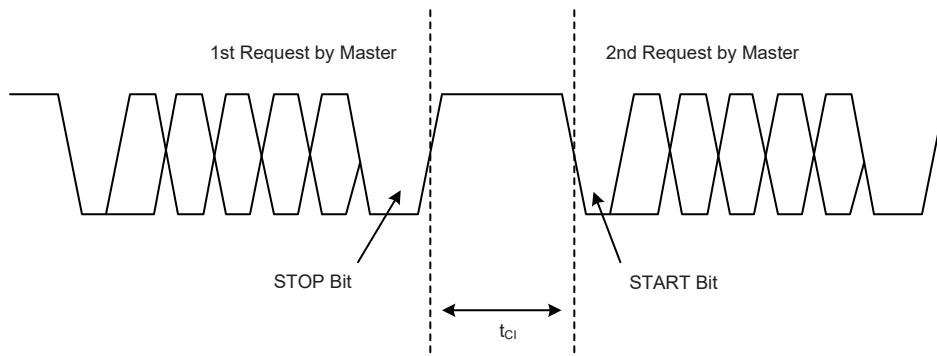 1st Request by Master
2nd Request by Master
STOP Bit
START Bit
tCI